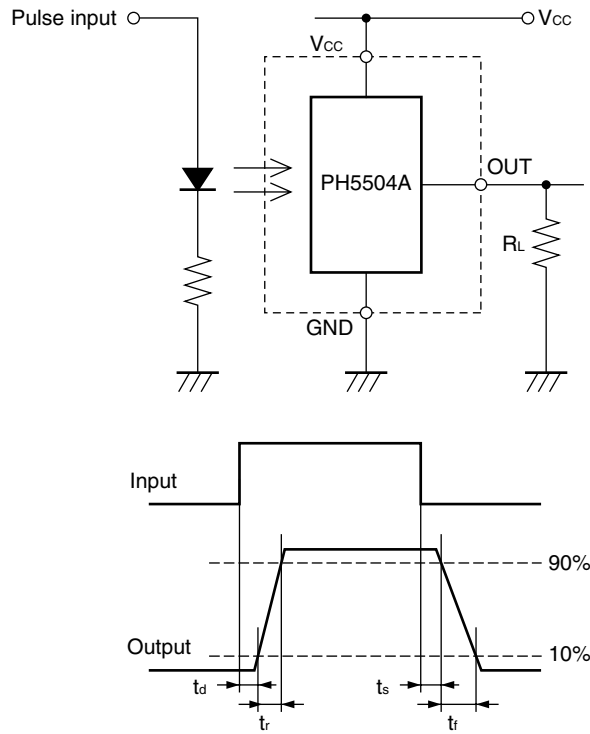 Pulse input
VCC
VCC
PH5504A
OUT
RL
GND
Input
90%
Output
10%
td
ts
tr
tf